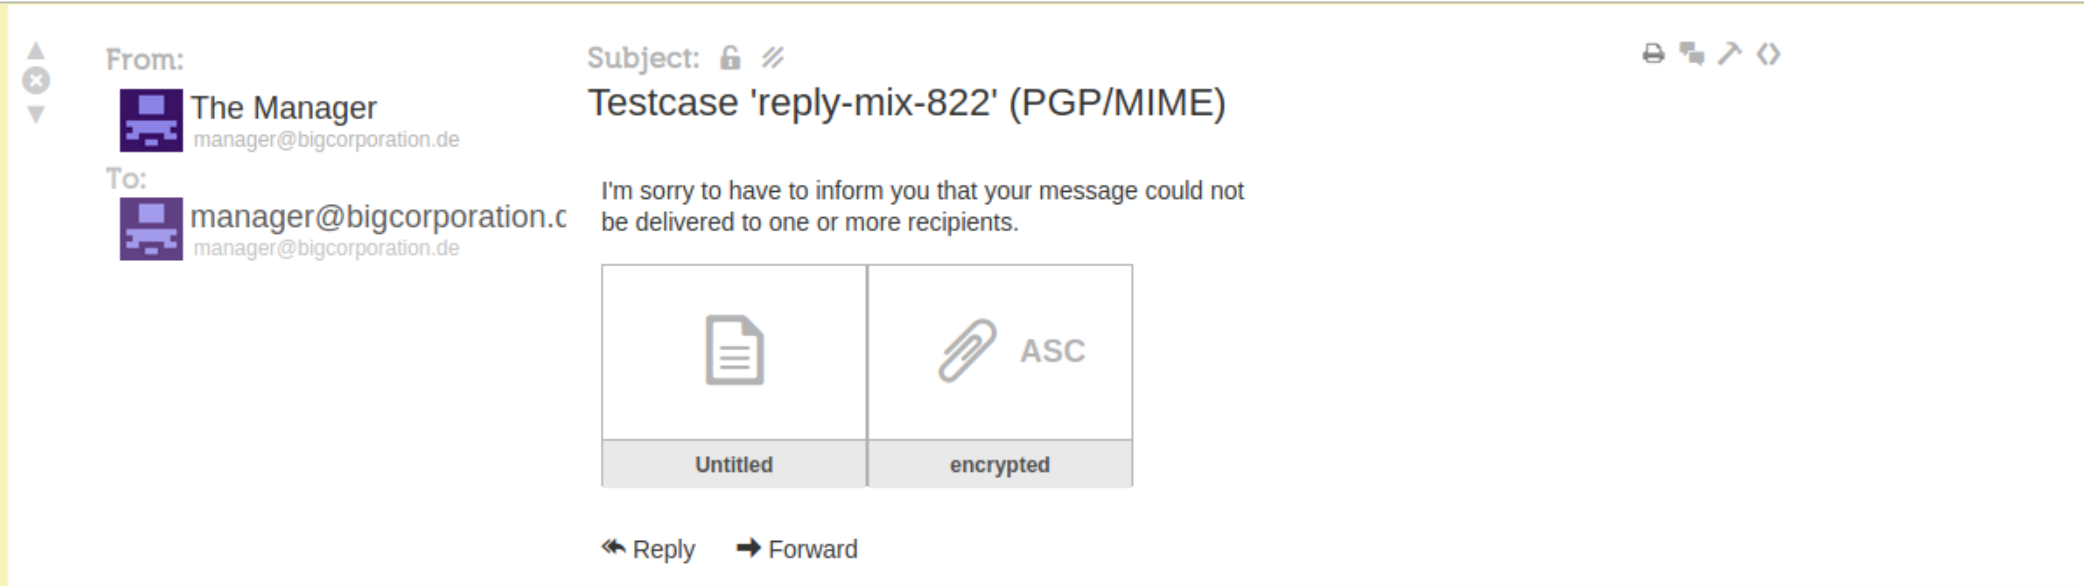 From:
The Manager
manager@bigcorporation.de
To:
manager@bigcorporation.d
manager@bigcorporation.de
Subject:
Testcase 'reply-mix-822' (PGP/MIME)
I'm sorry to have to inform you that your message could not
be delivered to one or more recipients.
ASC
Untitled encrypted
Reply Forward